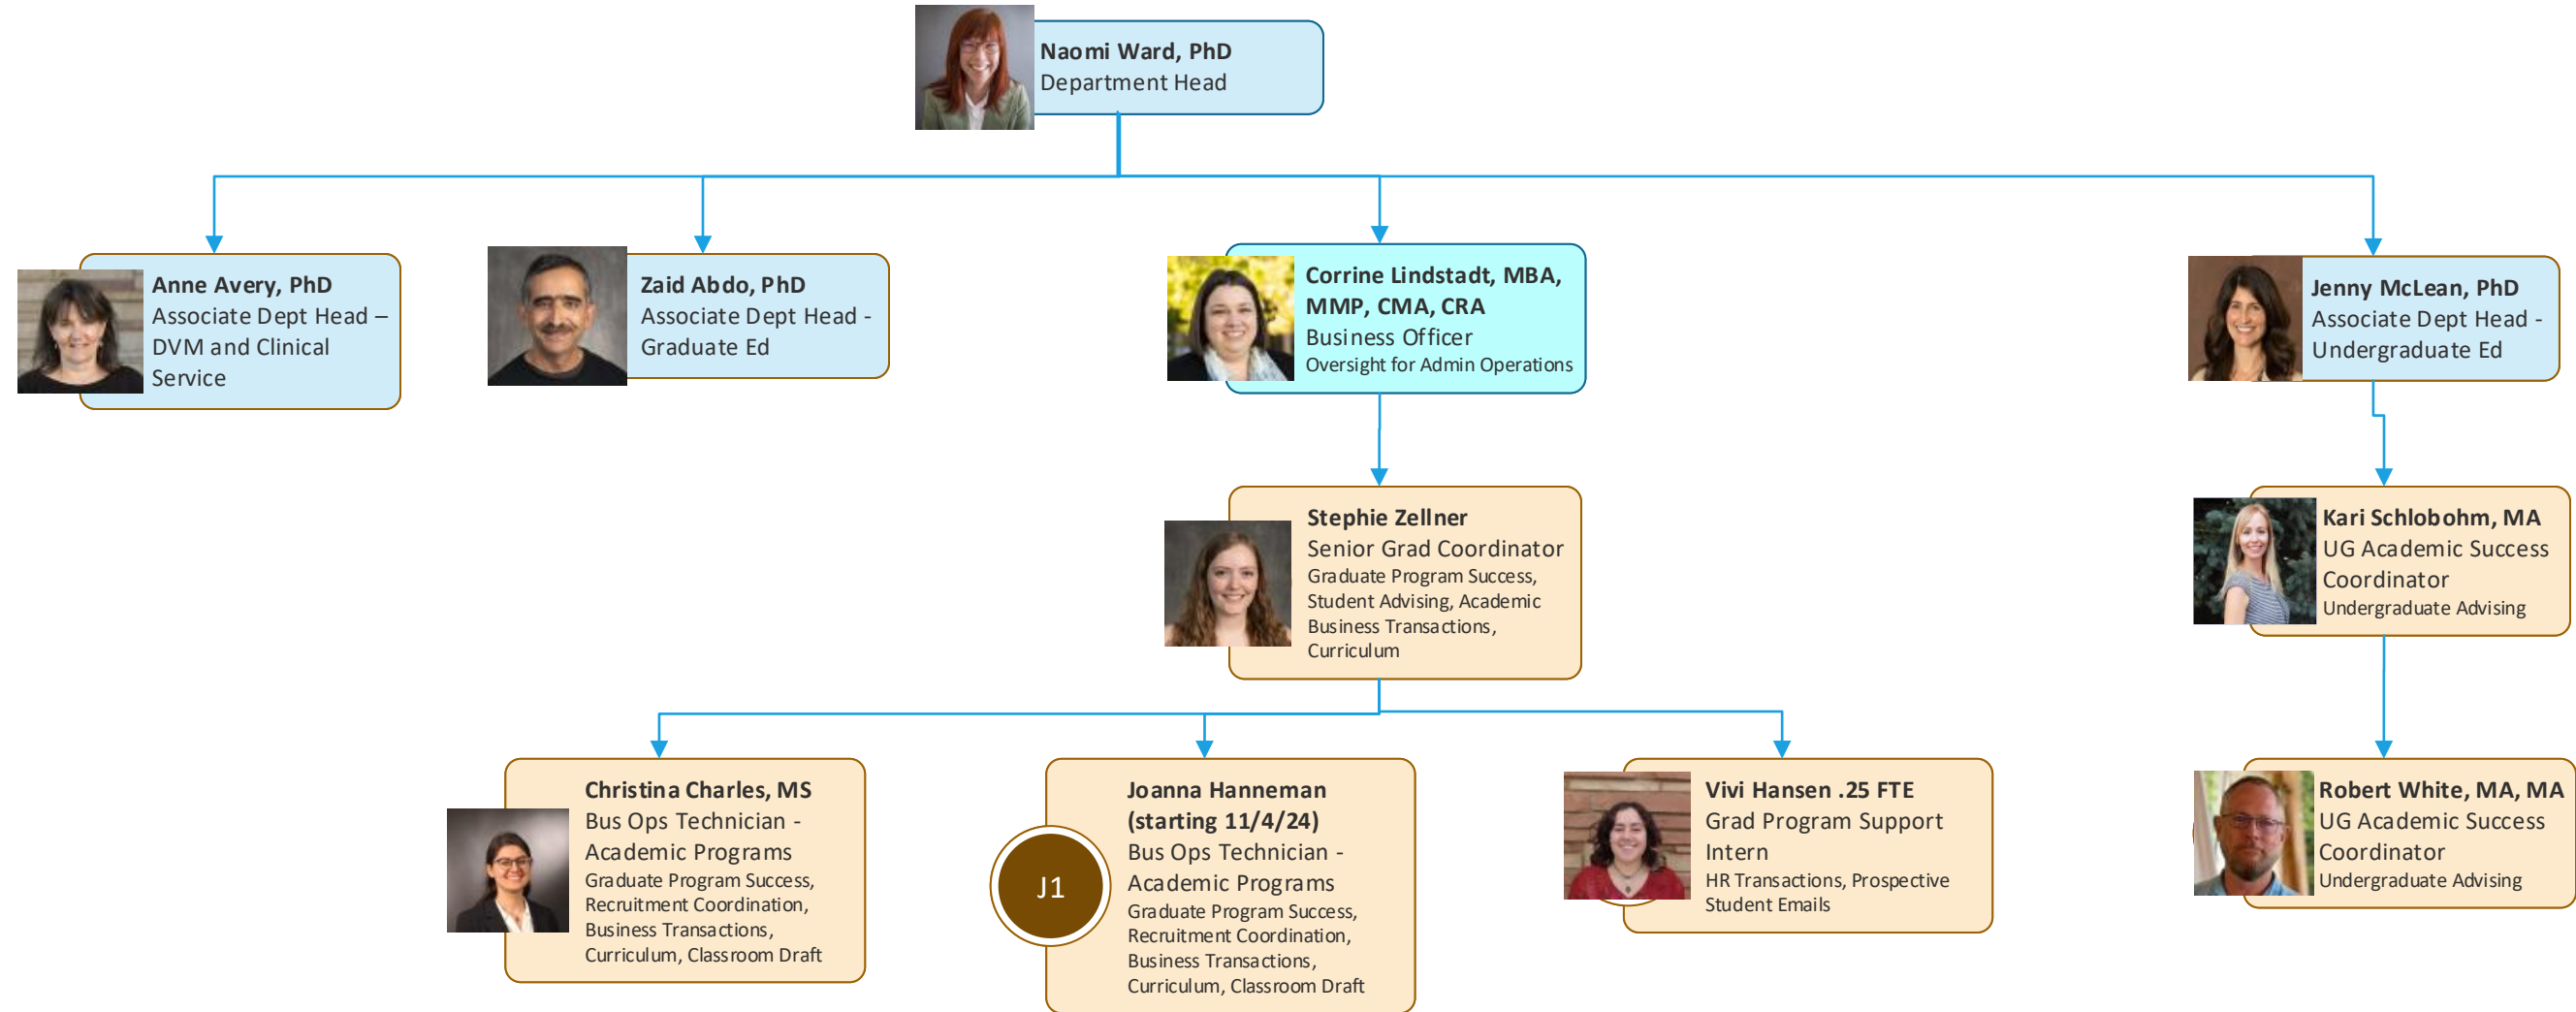 Naomi Ward, PhD
Department Head
Anne Avery, PhD
Associate Dept Head –
DVM and Clinical
Service
Zaid Abdo, PhD
Associate Dept Head -
Graduate Ed
Corrine Lindstadt, MBA,
MMP, CMA, CRA
Business Officer
Oversight for Admin Operations
Jenny McLean, PhD
Associate Dept Head -
Undergraduate Ed
Stephie Zellner
Senior Grad Coordinator
Graduate Program Success,
Student Advising, Academic
Business Transactions,
Curriculum
Kari Schlobohm, MA
UG Academic Success
Coordinator
Undergraduate Advising
Christina Charles, MS
Bus Ops Technician -
Academic Programs
Graduate Program Success,
Recruitment Coordination,
Business Transactions,
Curriculum, Classroom Draft
J1
Joanna Hanneman
(starting 11/4/24)
Bus Ops Technician -
Academic Programs
Graduate Program Success,
Recruitment Coordination,
Business Transactions,
Curriculum, Classroom Draft
Vivi Hansen .25 FTE
Grad Program Support
Intern
HR Transactions, Prospective
Student Emails
Robert White, MA, MA
UG Academic Success
Coordinator
Undergraduate Advising